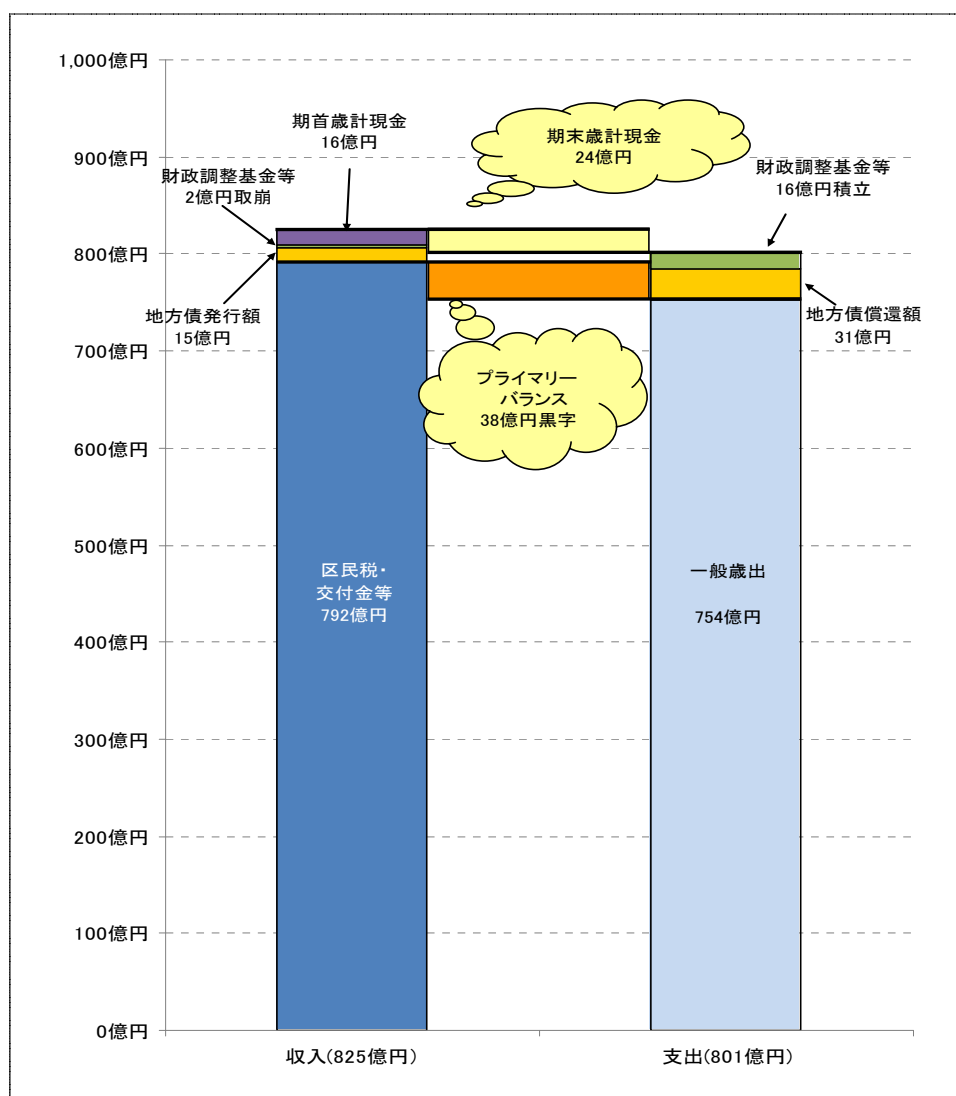 1,000億円
900億円
800億円
700億円
600億円
500億円
400億円
300億円
200億円
100億円
0億円
期首歳計現金
16億円
財政調整基金等
2億円取崩
地方債発行額
15億円
期末歳計現金
24億円
財政調整基金等
16億円積立
地方債償還額
31億円
プライマリー
バランス
38億円黒字
区民税・
交付金等
792億円
一般歳出
754億円
収入(825億円)
支出(801億円)